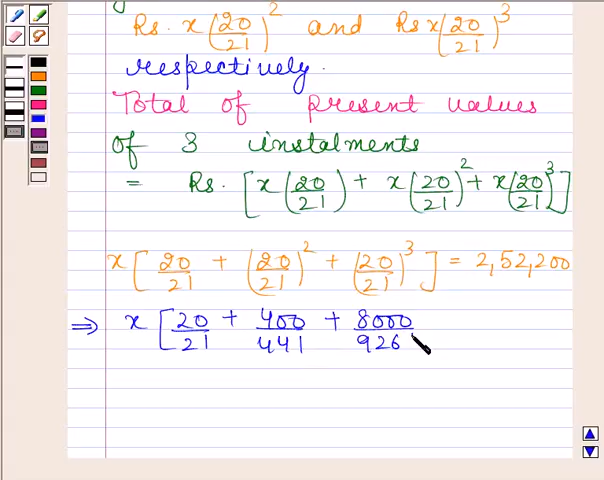 Rs. x(20/21)² and Rs x(20/21)³
respectively.
Total of present values
of 3 instalments
= Rs. [x(20/21) + x(20/21)² + x(20/21)³]
x[20/21 + (20/21)² + (20/21)³] = 2,52,200
⇒ x[20/21 + 400/441 + 8000/926